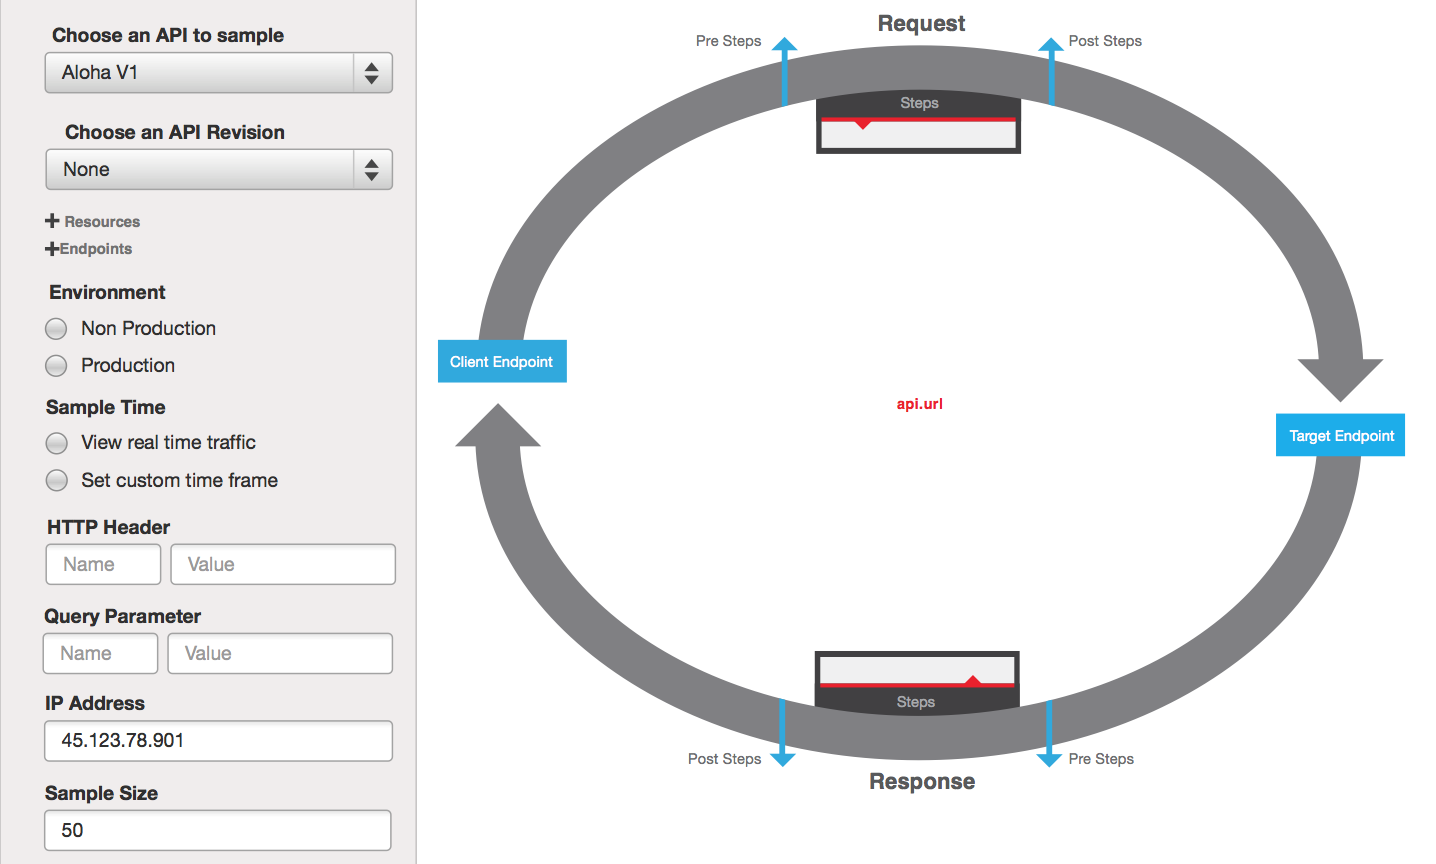 Choose an API to sample
Aloha V1
Choose an API Revision
None
Resources
Endpoints
Environment
Non Production
Production
Sample Time
View real time traffic
Set custom time frame
HTTP Header
Name Value
Query Parameter
Name Value
IP Address
45.123.78.901
Sample Size
50
Request
Pre Steps
Post Steps
Steps
Client Endpoint
api.url
Target Endpoint
Steps
Post Steps
Pre Steps
Response